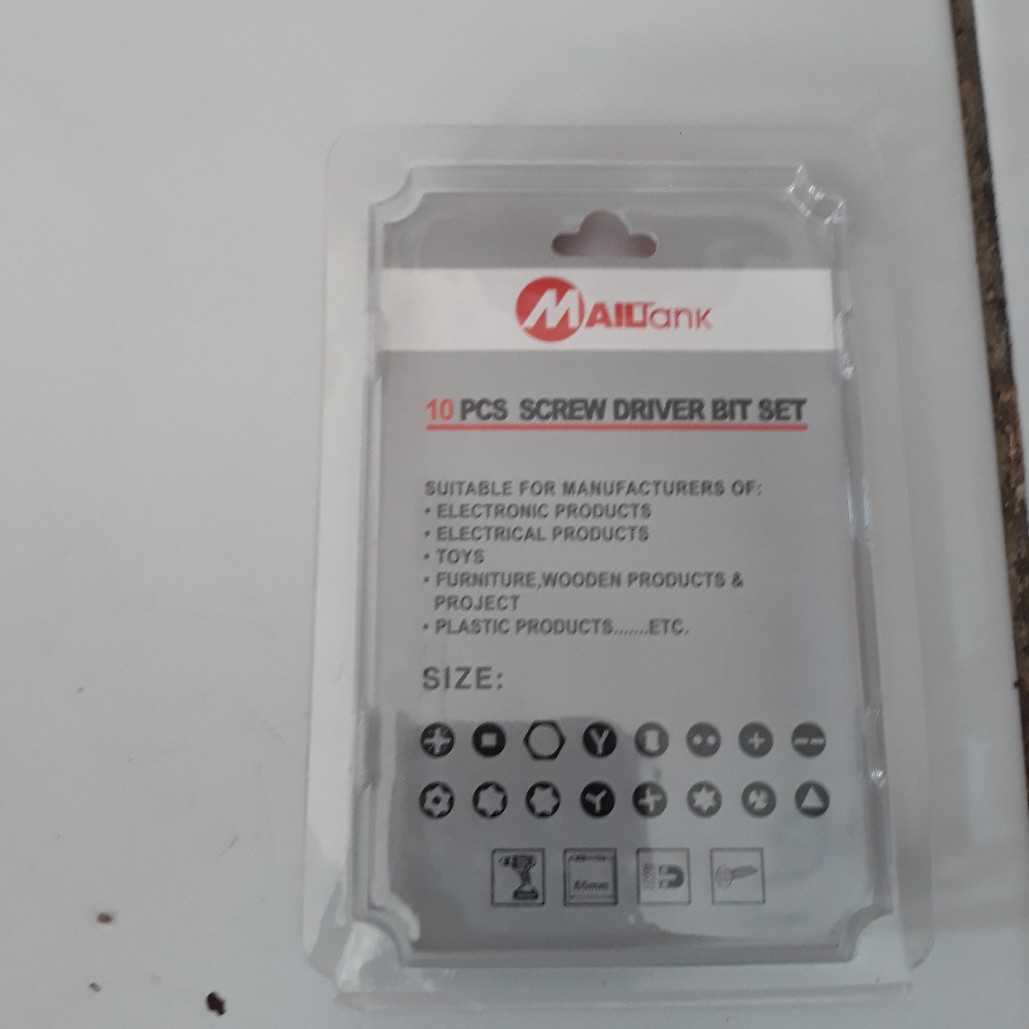 MAILTank
10 PCS SCREW DRIVER BIT SET
SUITABLE FOR MANUFACTURERS OF:
• ELECTRONIC PRODUCTS
• ELECTRICAL PRODUCTS
• TOYS
• FURNITURE,WOODEN PRODUCTS &
PROJECT
• PLASTIC PRODUCTS.......ETC.
SIZE: